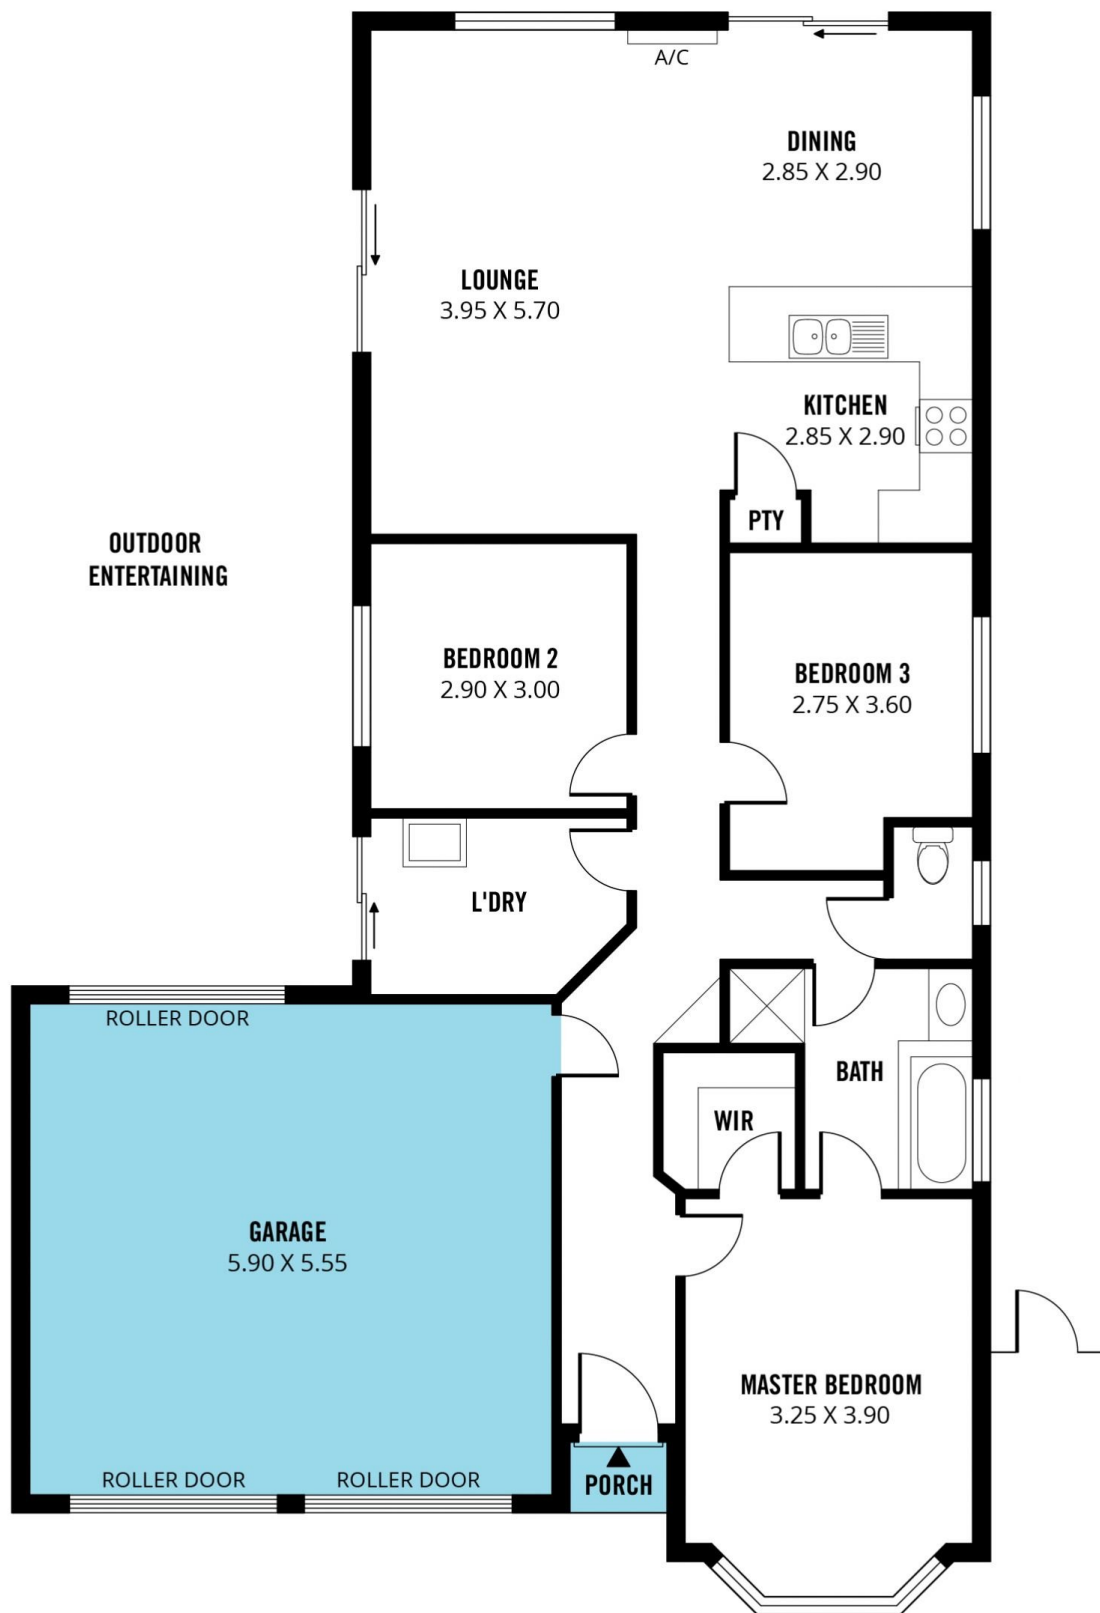 A/C
DINING
2.85 X 2.90
LOUNGE
3.95 X 5.70
KITCHEN
2.85 X 2.90
PTY
OUTDOOR
ENTERTAINING
BEDROOM 2
2.90 X 3.00
BEDROOM 3
2.75 X 3.60
L'DRY
ROLLER DOOR
BATH
WIR
GARAGE
5.90 X 5.55
MASTER BEDROOM
3.25 X 3.90
ROLLER DOOR
ROLLER DOOR
PORCH